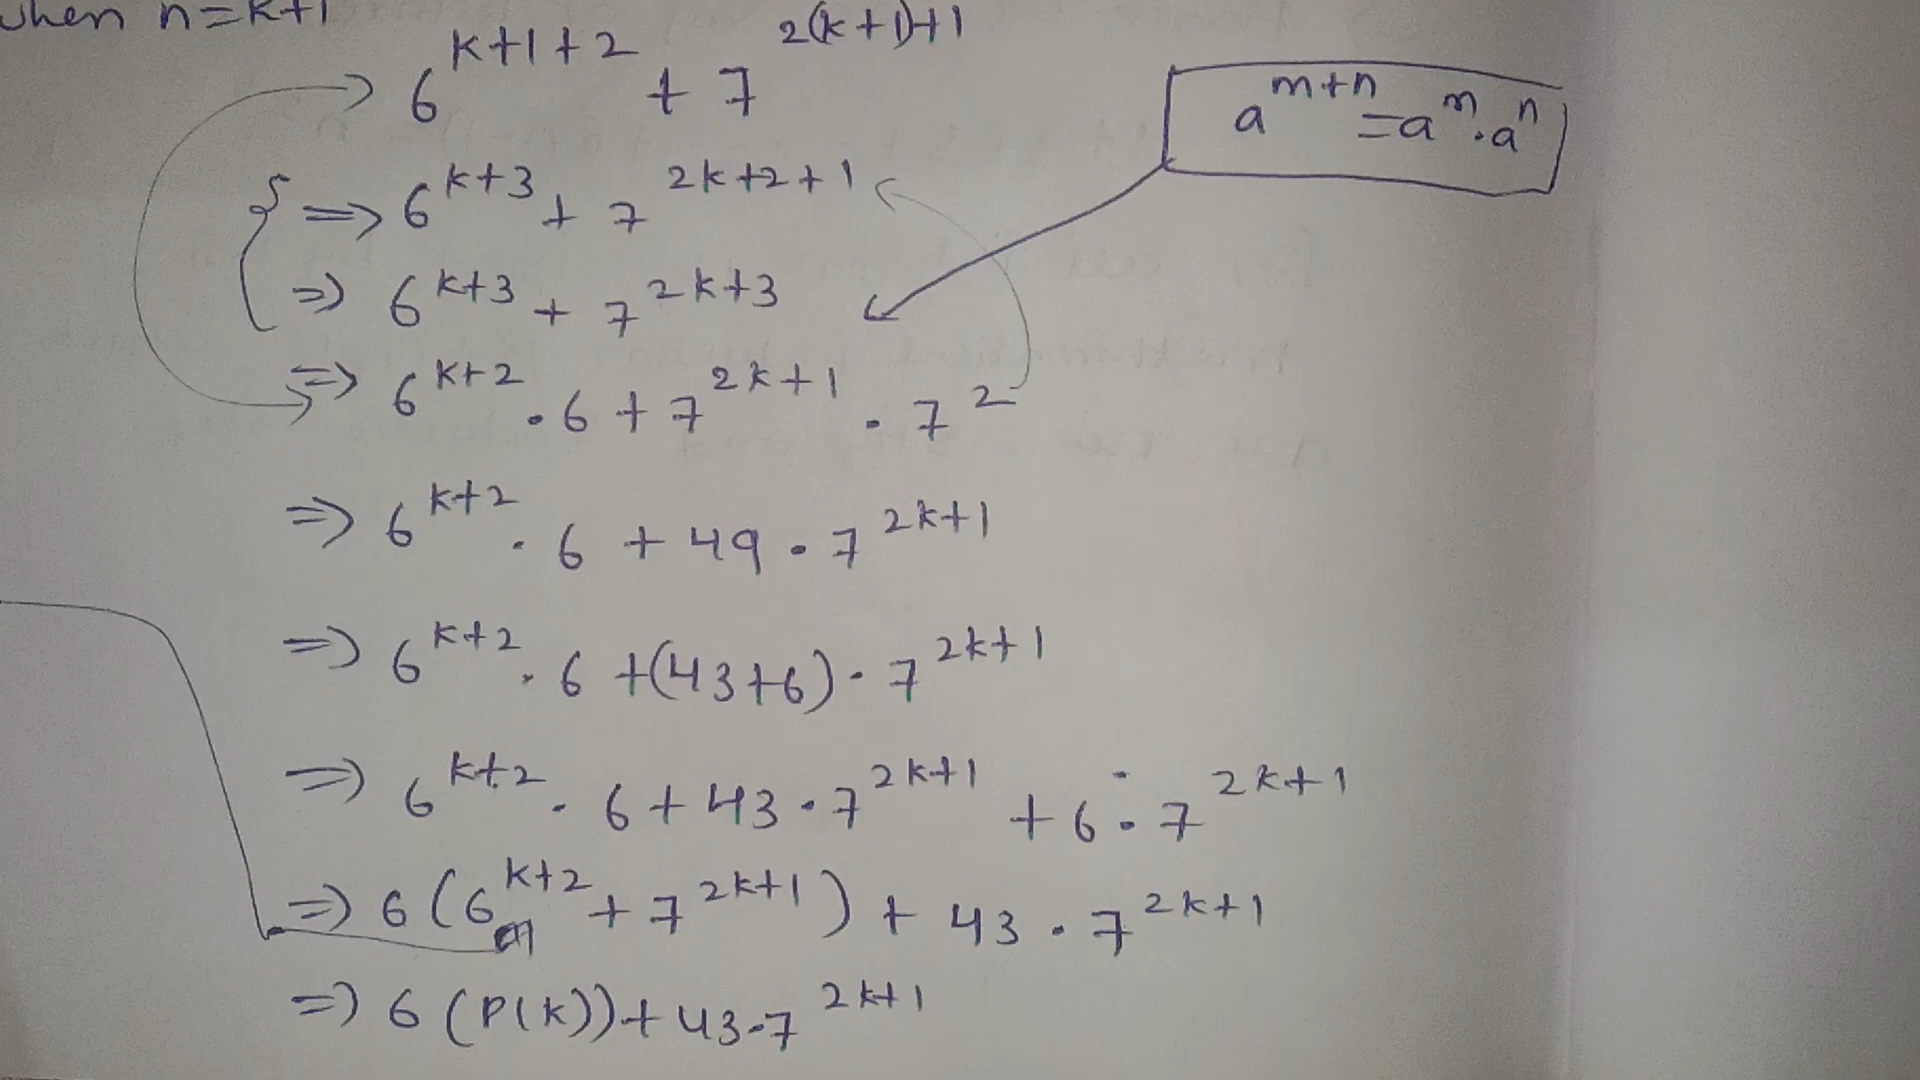 when n=k+1
6^{k+1+2} + 7^{2(k+1)+1}
a^{m+n} = a^m . a^n
=> 6^{k+3} + 7^{2k+2+1}
=> 6^{k+3} + 7^{2k+3}
=> 6^{k+2} . 6 + 7^{2k+1} . 7^2
=> 6^{k+2} . 6 + 49 . 7^{2k+1}
=> 6^{k+2} . 6 + (43+6) . 7^{2k+1}
=> 6^{k+2} . 6 + 43 . 7^{2k+1} + 6 . 7^{2k+1}
=> 6 (6^{k+2} + 7^{2k+1}) + 43 . 7^{2k+1}
=> 6 (P(k)) + 43 . 7^{2k+1}